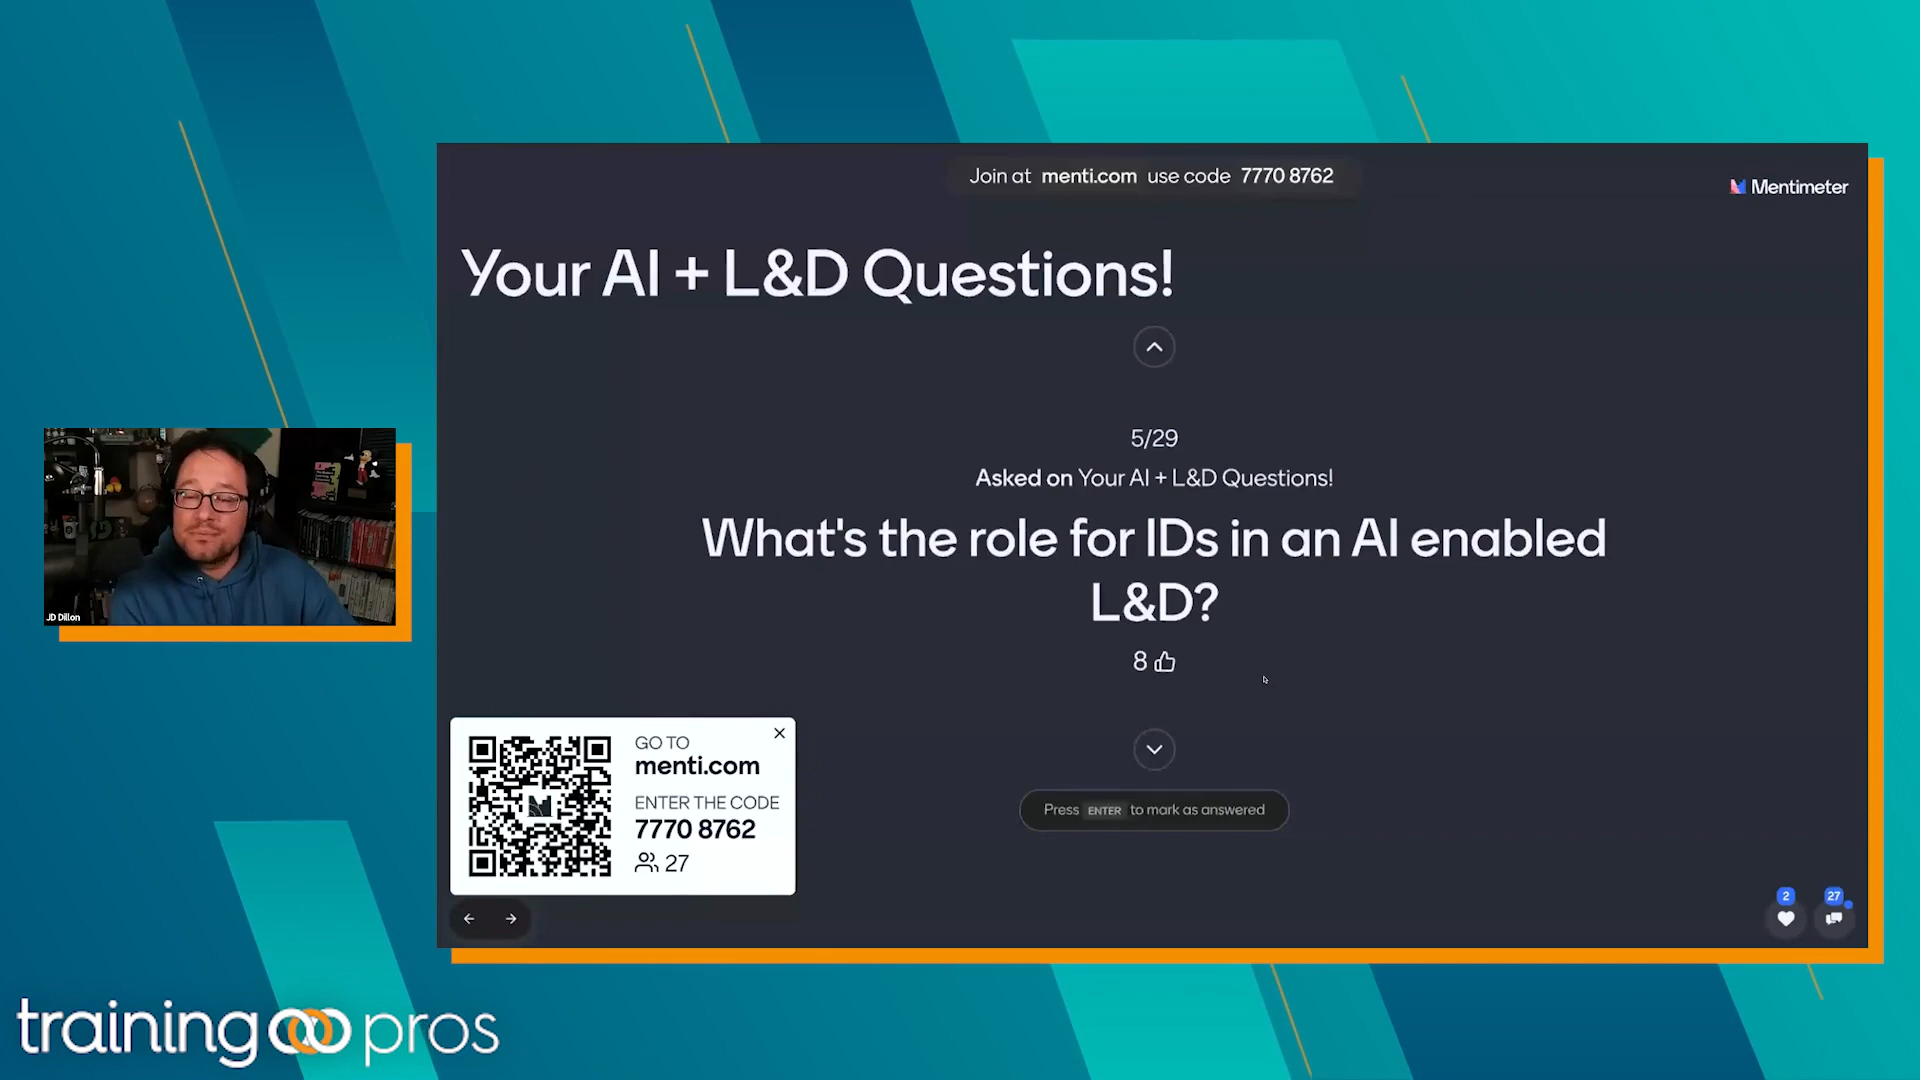 Join at menti.com use code 7770 8762
Mentimeter
Your AI + L&D Questions!
5/29
Asked on Your AI + L&D Questions!
What's the role for IDs in an AI enabled
L&D?
8
JD Dillon
GO TO
menti.com
ENTER THE CODE
7770 8762
27
Press ENTER to mark as answered
2
27
training pros